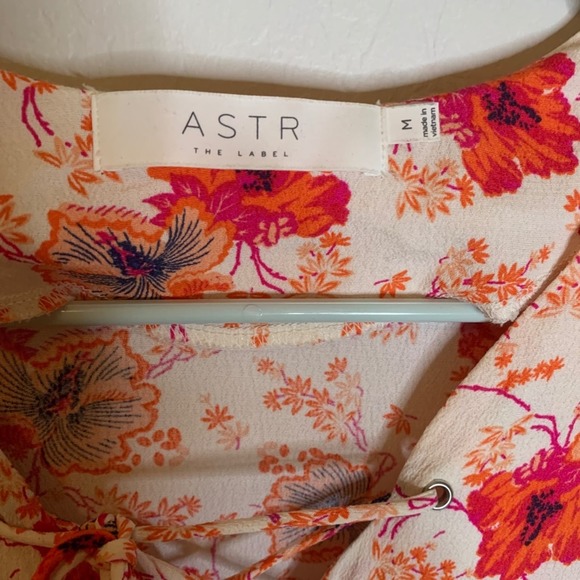 ASTR
THE LABEL
M
made in
vietnam